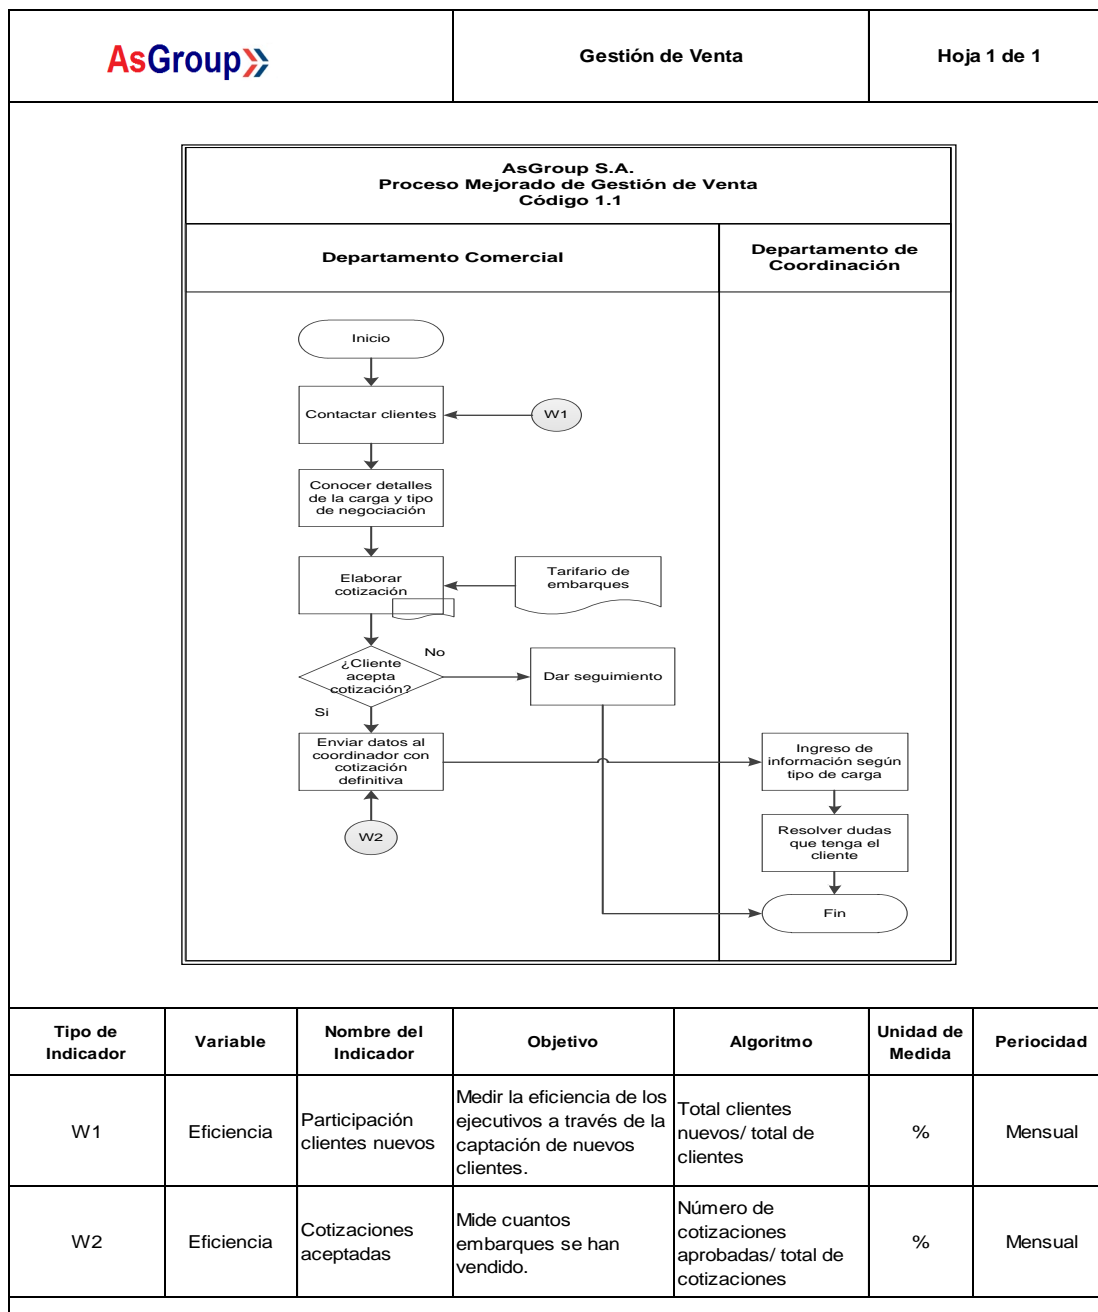 AsGroup
Gestión de Venta
Hoja 1 de 1
AsGroup S.A.
Proceso Mejorado de Gestión de Venta
Código 1.1
Departamento Comercial
Departamento de
Coordinación
Inicio
Contactar clientes
W1
Conocer detalles
de la carga y tipo
de negociación
Elaborar
cotización
Tarifario de
embarques
¿Cliente
acepta
cotización?
No
Dar seguimiento
Si
Enviar datos al
coordinador con
cotización
definitiva
Ingreso de
información según
tipo de carga
W2
Resolver dudas
que tenga el
cliente
Fin
Tipo de
Indicador
Variable
Nombre del
Indicador
Objetivo
Algoritmo
Unidad de
Medida
Periocidad
W1
Eficiencia
Participación
clientes nuevos
Medir la eficiencia de los
ejecutivos a través de la
captación de nuevos
clientes.
Total clientes
nuevos/ total de
clientes
%
Mensual
W2
Eficiencia
Cotizaciones
aceptadas
Mide cuantos
embarques se han
vendido.
Número de
cotizaciones
aprobadas/ total de
cotizaciones
%
Mensual